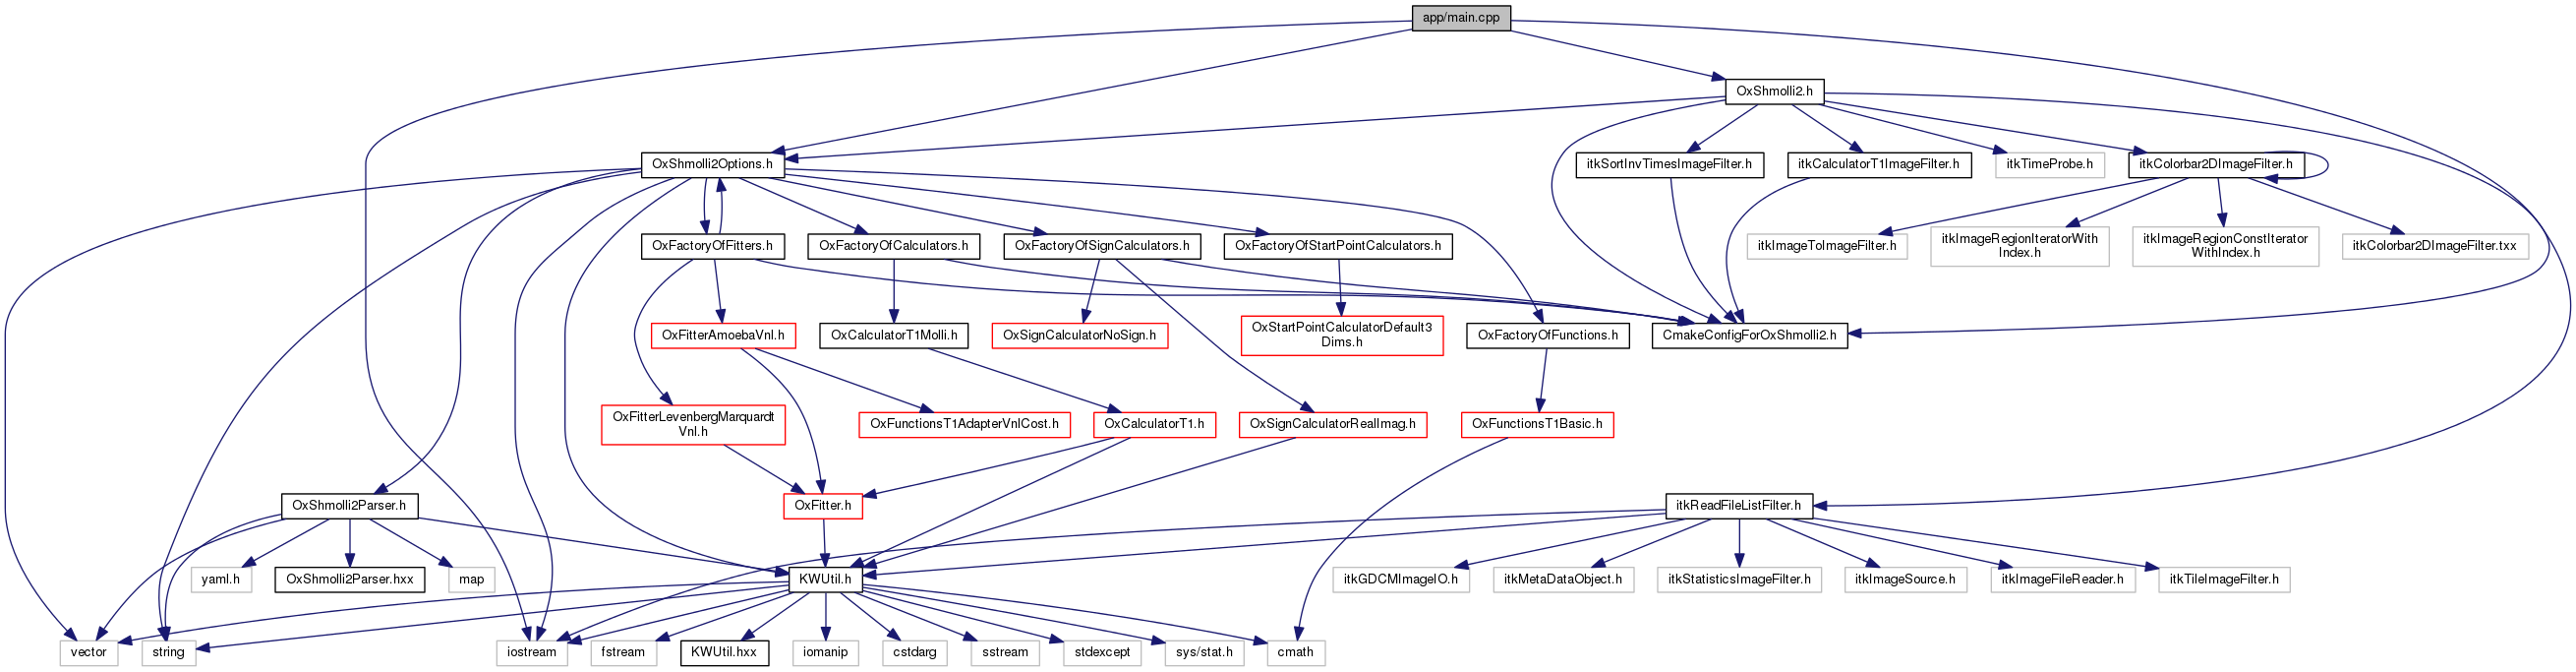 app/main.cpp
OxShmolli2.h
OxShmolli2Options.h
itkSortInvTimesImageFilter.h
itkCalculatorT1ImageFilter.h
itkTimeProbe.h
itkColorbar2DImageFilter.h
OxFactoryOfFitters.h
OxFactoryOfCalculators.h
OxFactoryOfSignCalculators.h
OxFactoryOfStartPointCalculators.h
itkImageToImageFilter.h
itkImageRegionIteratorWith
Index.h
itkImageRegionConstIterator
WithIndex.h
itkColorbar2DImageFilter.txx
OxFitterAmoebaVnl.h
OxCalculatorT1Molli.h
OxSignCalculatorNoSign.h
OxStartPointCalculatorDefault3
Dims.h
OxFactoryOfFunctions.h
CmakeConfigForOxShmolli2.h
OxFitterLevenbergMarquardt
Vnl.h
OxFunctionsT1AdapterVnlCost.h
OxCalculatorT1.h
OxSignCalculatorRealImag.h
OxFunctionsT1Basic.h
OxShmolli2Parser.h
OxFitter.h
itkReadFileListFilter.h
yaml.h
OxShmolli2Parser.hxx
map
KWUtil.h
itkGDCMImageIO.h
itkMetaDataObject.h
itkStatisticsImageFilter.h
itkImageSource.h
itkImageFileReader.h
itkTileImageFilter.h
vector
string
iostream
fstream
KWUtil.hxx
iomanip
cstdarg
sstream
stdexcept
sys/stat.h
cmath